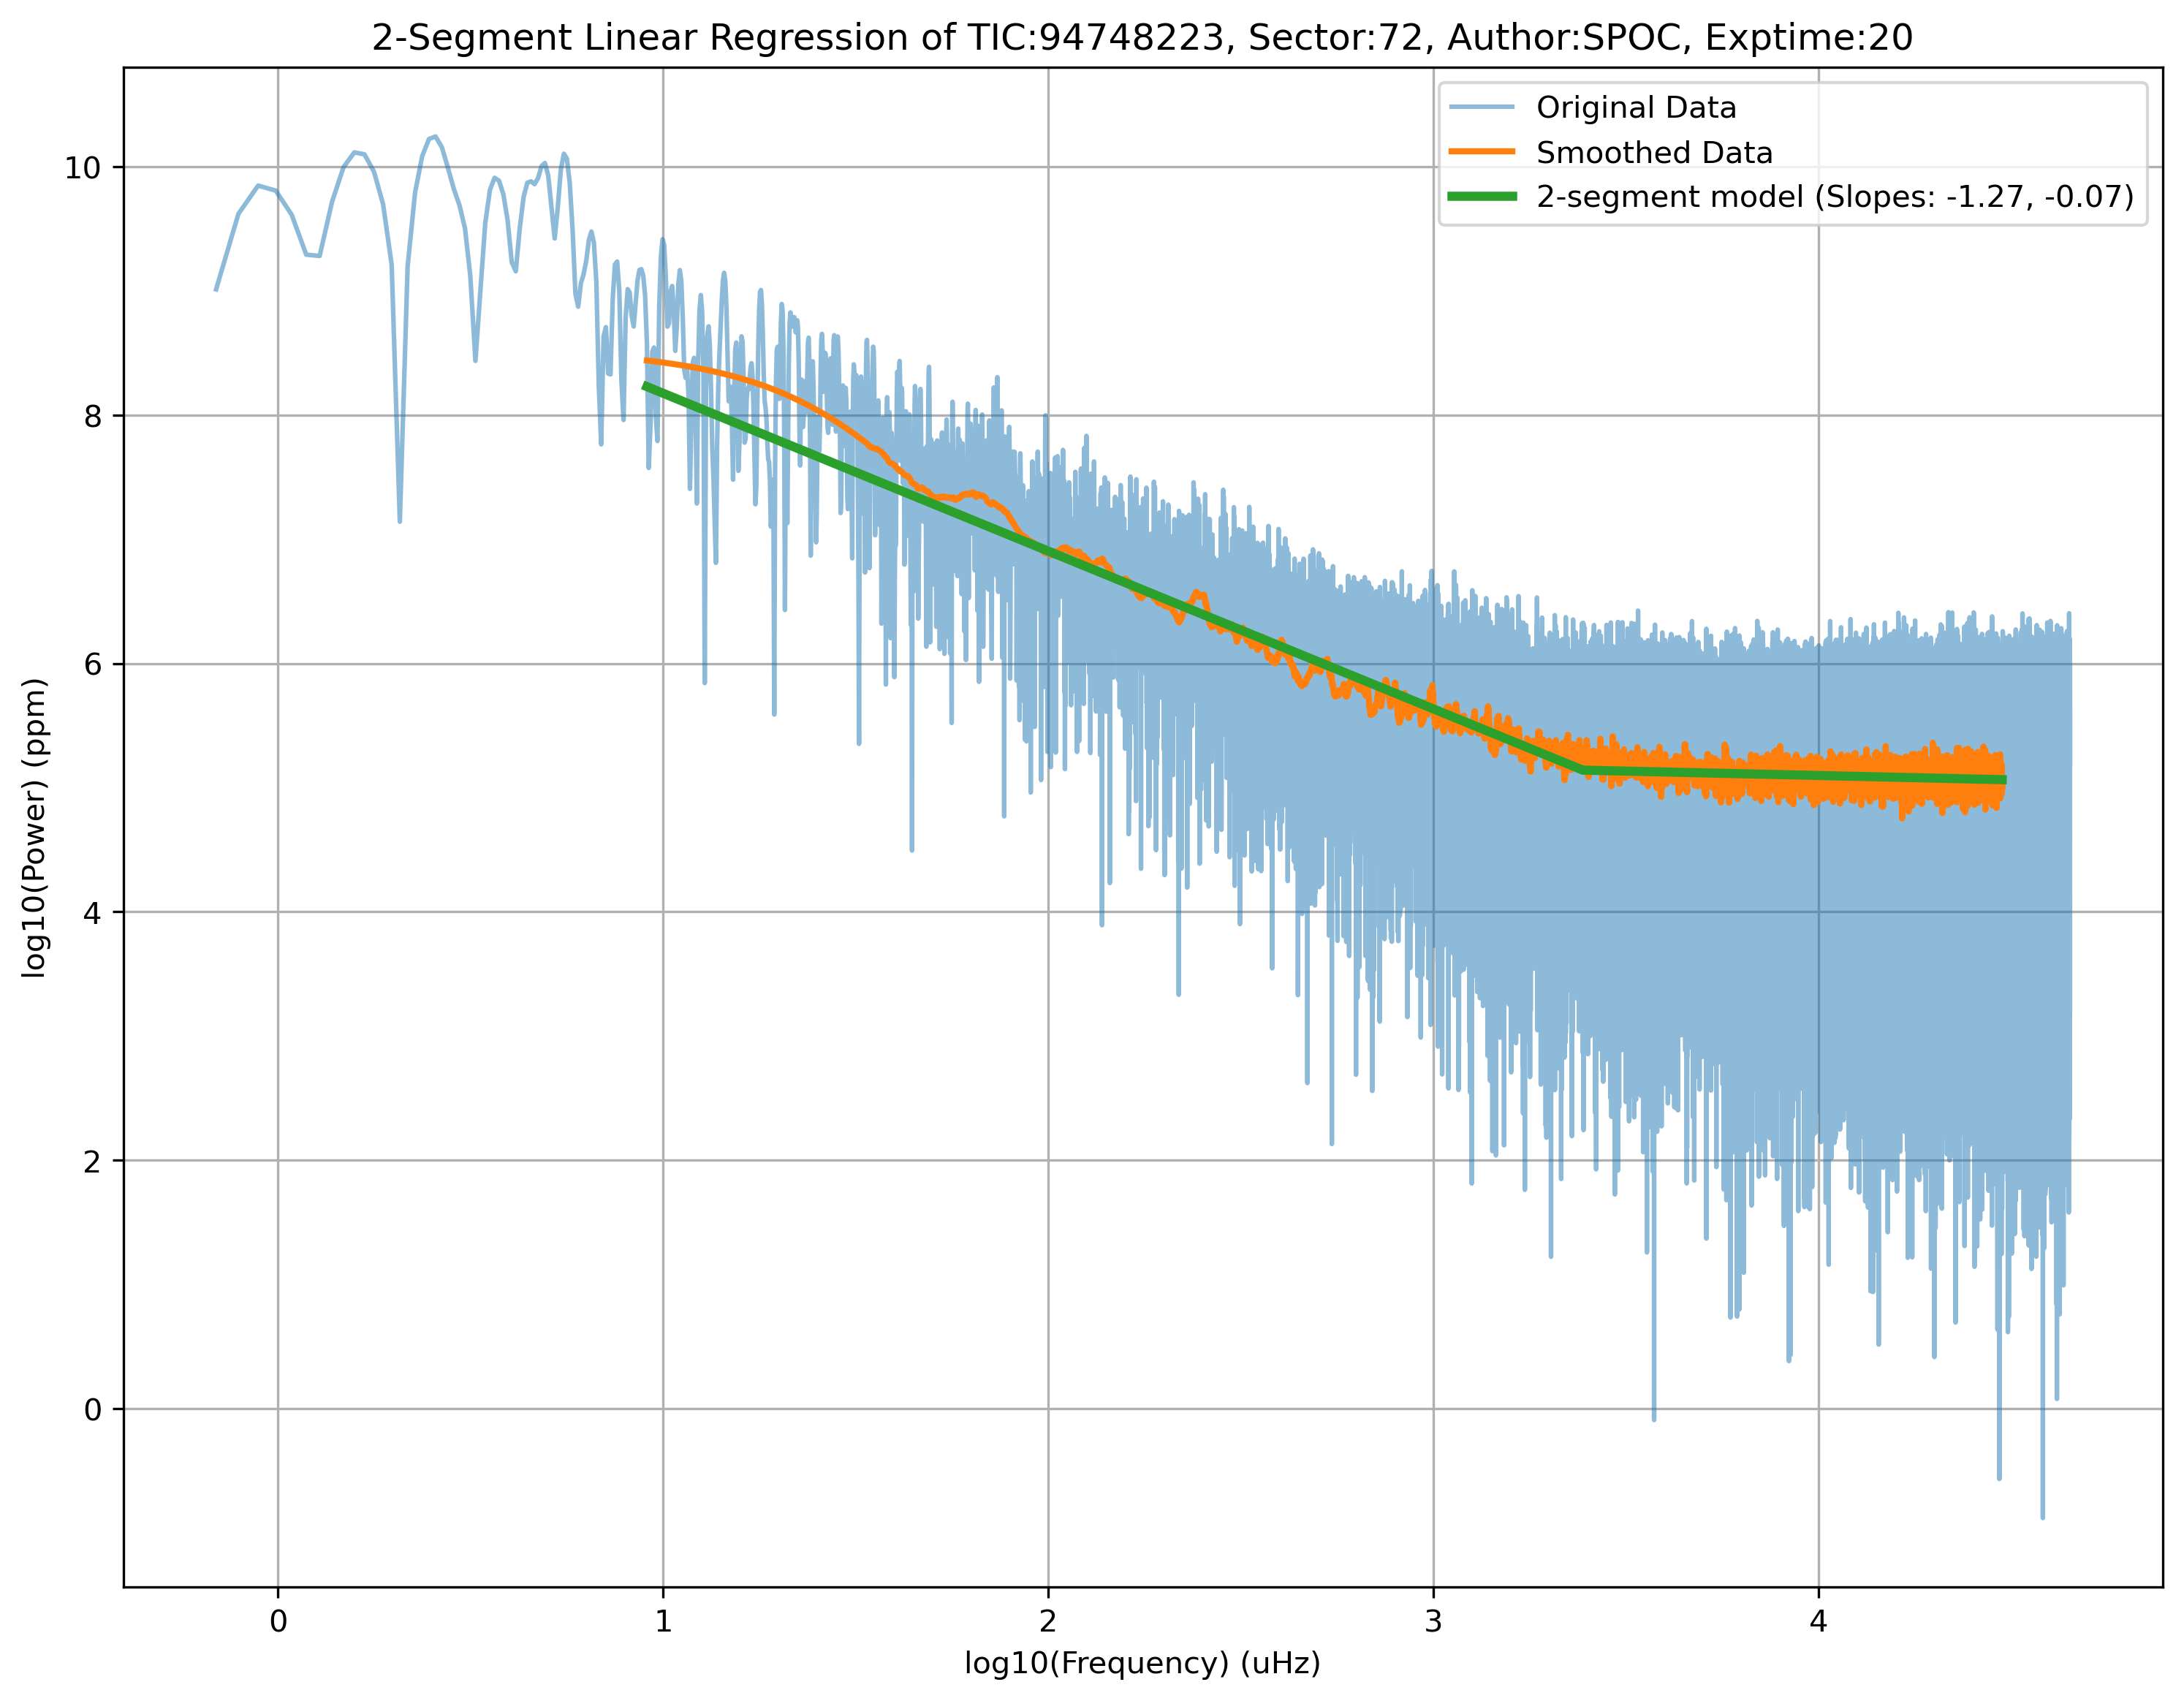 2-Segment Linear Regression of TIC:94748223, Sector:72, Author:SPOC, Exptime:20
Original Data
Smoothed Data
2-segment model (Slopes: -1.27, -0.07)
log10(Power) (ppm)
10
8
6
4
2
0
0
1
2
3
4
log10(Frequency) (uHz)